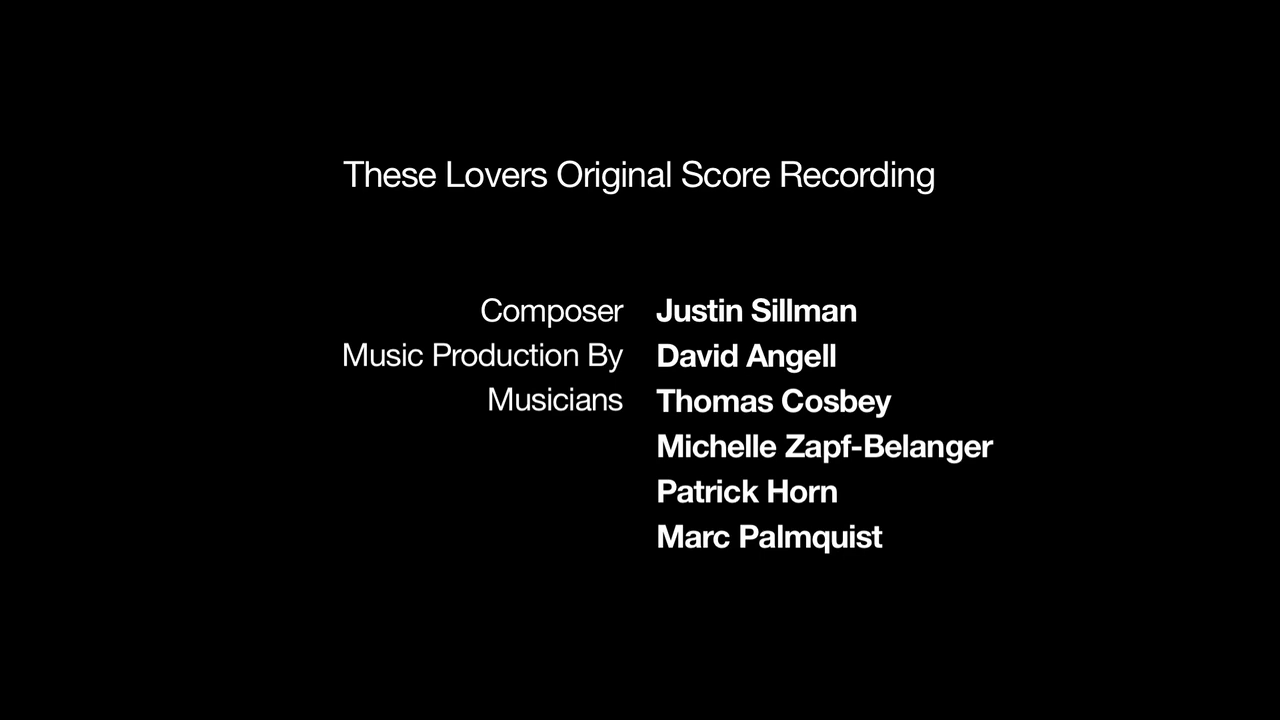 These Lovers Original Score Recording
Composer Justin Sillman
Music Production By David Angell
Musicians Thomas Cosbey
Michelle Zapf-Belanger
Patrick Horn
Marc Palmquist